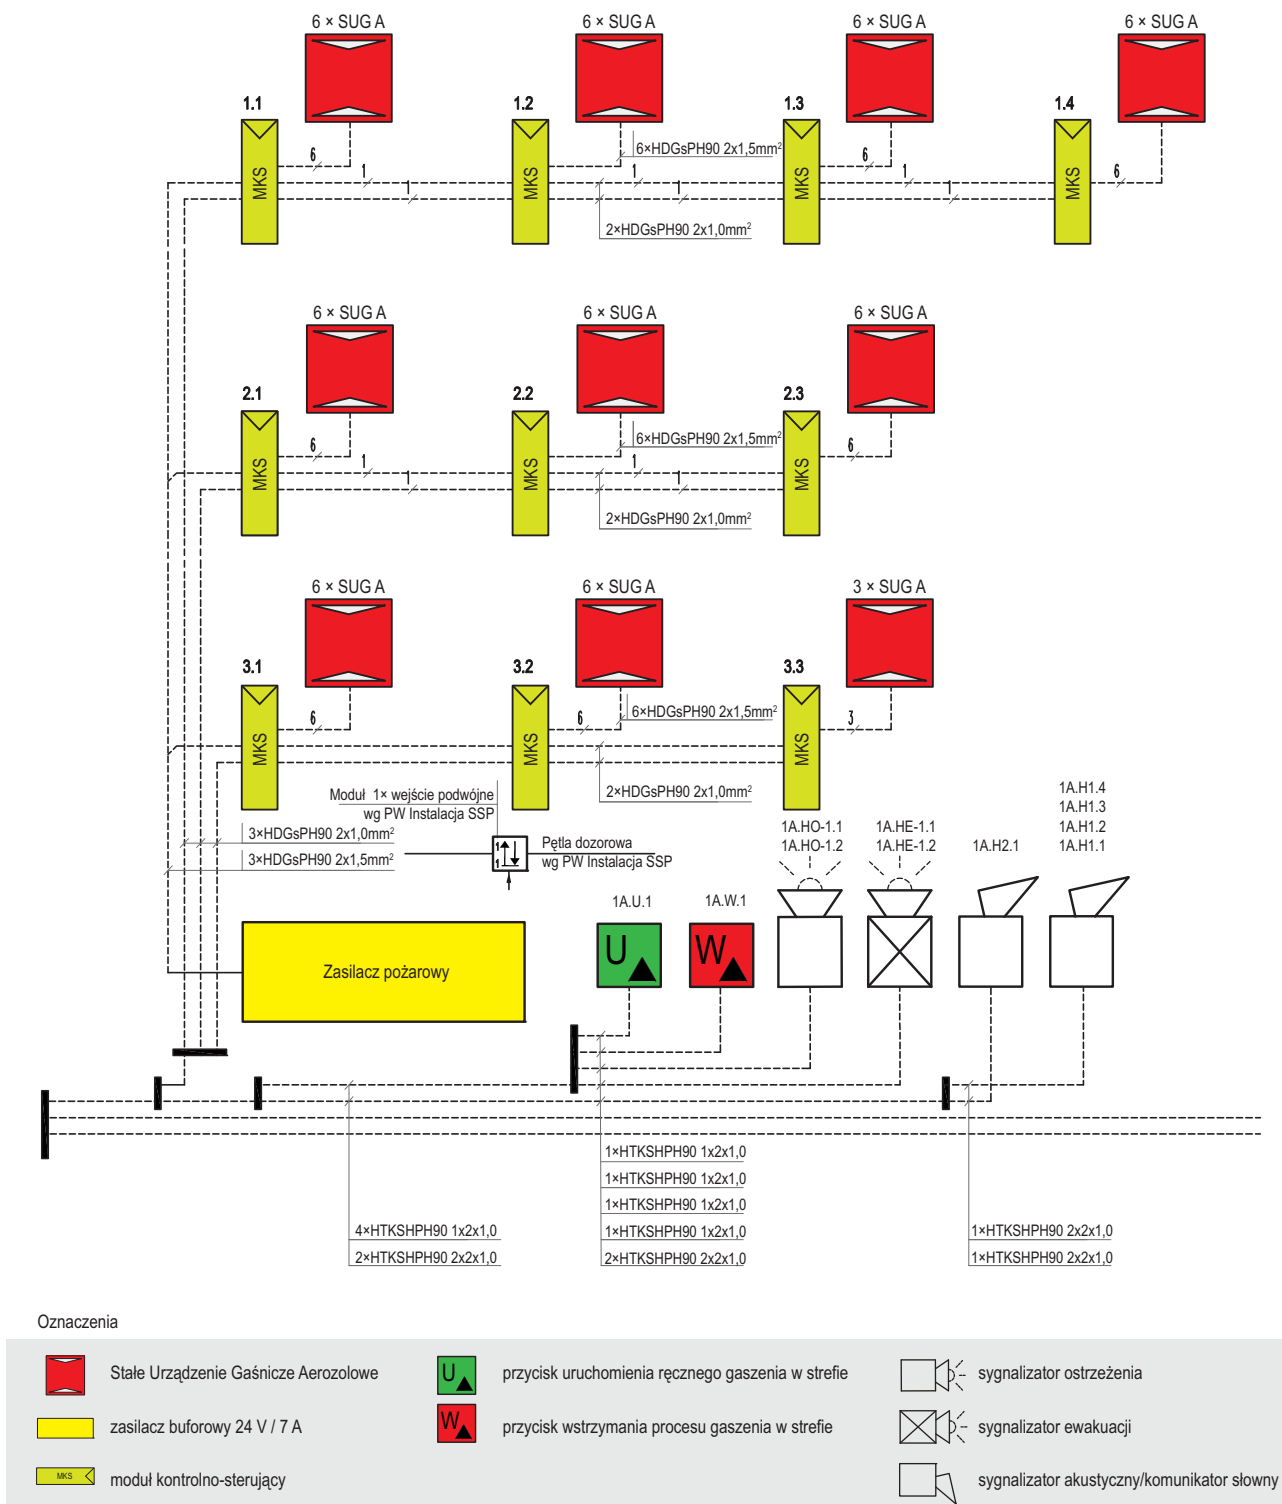 6 × SUG A
6 × SUG A
6 × SUG A
6 × SUG A
1.1
1.2
1.3
1.4
MKS
MKS
MKS
MKS
6
6×HDGsPH90 2x1,5mm²
6
6
1
1
1
1
1
1
2×HDGsPH90 2x1,0mm²
6 × SUG A
6 × SUG A
6 × SUG A
2.1
2.2
2.3
MKS
MKS
MKS
6
6×HDGsPH90 2x1,5mm²
6
1
1
1
1
2×HDGsPH90 2x1,0mm²
6 × SUG A
6 × SUG A
3 × SUG A
3.1
3.2
3.3
MKS
MKS
MKS
6
6
6×HDGsPH90 2x1,5mm²
3
2×HDGsPH90 2x1,0mm²
Moduł 1× wejście podwójne
wg PW Instalacja SSP
3×HDGsPH90 2x1,0mm²
3×HDGsPH90 2x1,5mm²
1
1
Pętla dozorowa
wg PW Instalacja SSP
1A.HO-1.1
1A.HO-1.2
1A.HE-1.1
1A.HE-1.2
1A.H2.1
1A.H1.4
1A.H1.3
1A.H1.2
1A.H1.1
1A.U.1
1A.W.1
U
W
Zasilacz pożarowy
4×HTKSHPH90 1x2x1,0
2×HTKSHPH90 2x2x1,0
1×HTKSHPH90 1x2x1,0
1×HTKSHPH90 1x2x1,0
1×HTKSHPH90 1x2x1,0
1×HTKSHPH90 1x2x1,0
2×HTKSHPH90 2x2x1,0
1×HTKSHPH90 2x2x1,0
1×HTKSHPH90 2x2x1,0
Oznaczenia
Stałe Urządzenie Gaśnicze Aerozolowe
zasilacz buforowy 24 V / 7 A
MKS
moduł kontrolno-sterujący
U
przycisk uruchomienia ręcznego gaszenia w strefie
W
przycisk wstrzymania procesu gaszenia w strefie
sygnalizator ostrzeżenia
sygnalizator ewakuacji
sygnalizator akustyczny/komunikator słowny